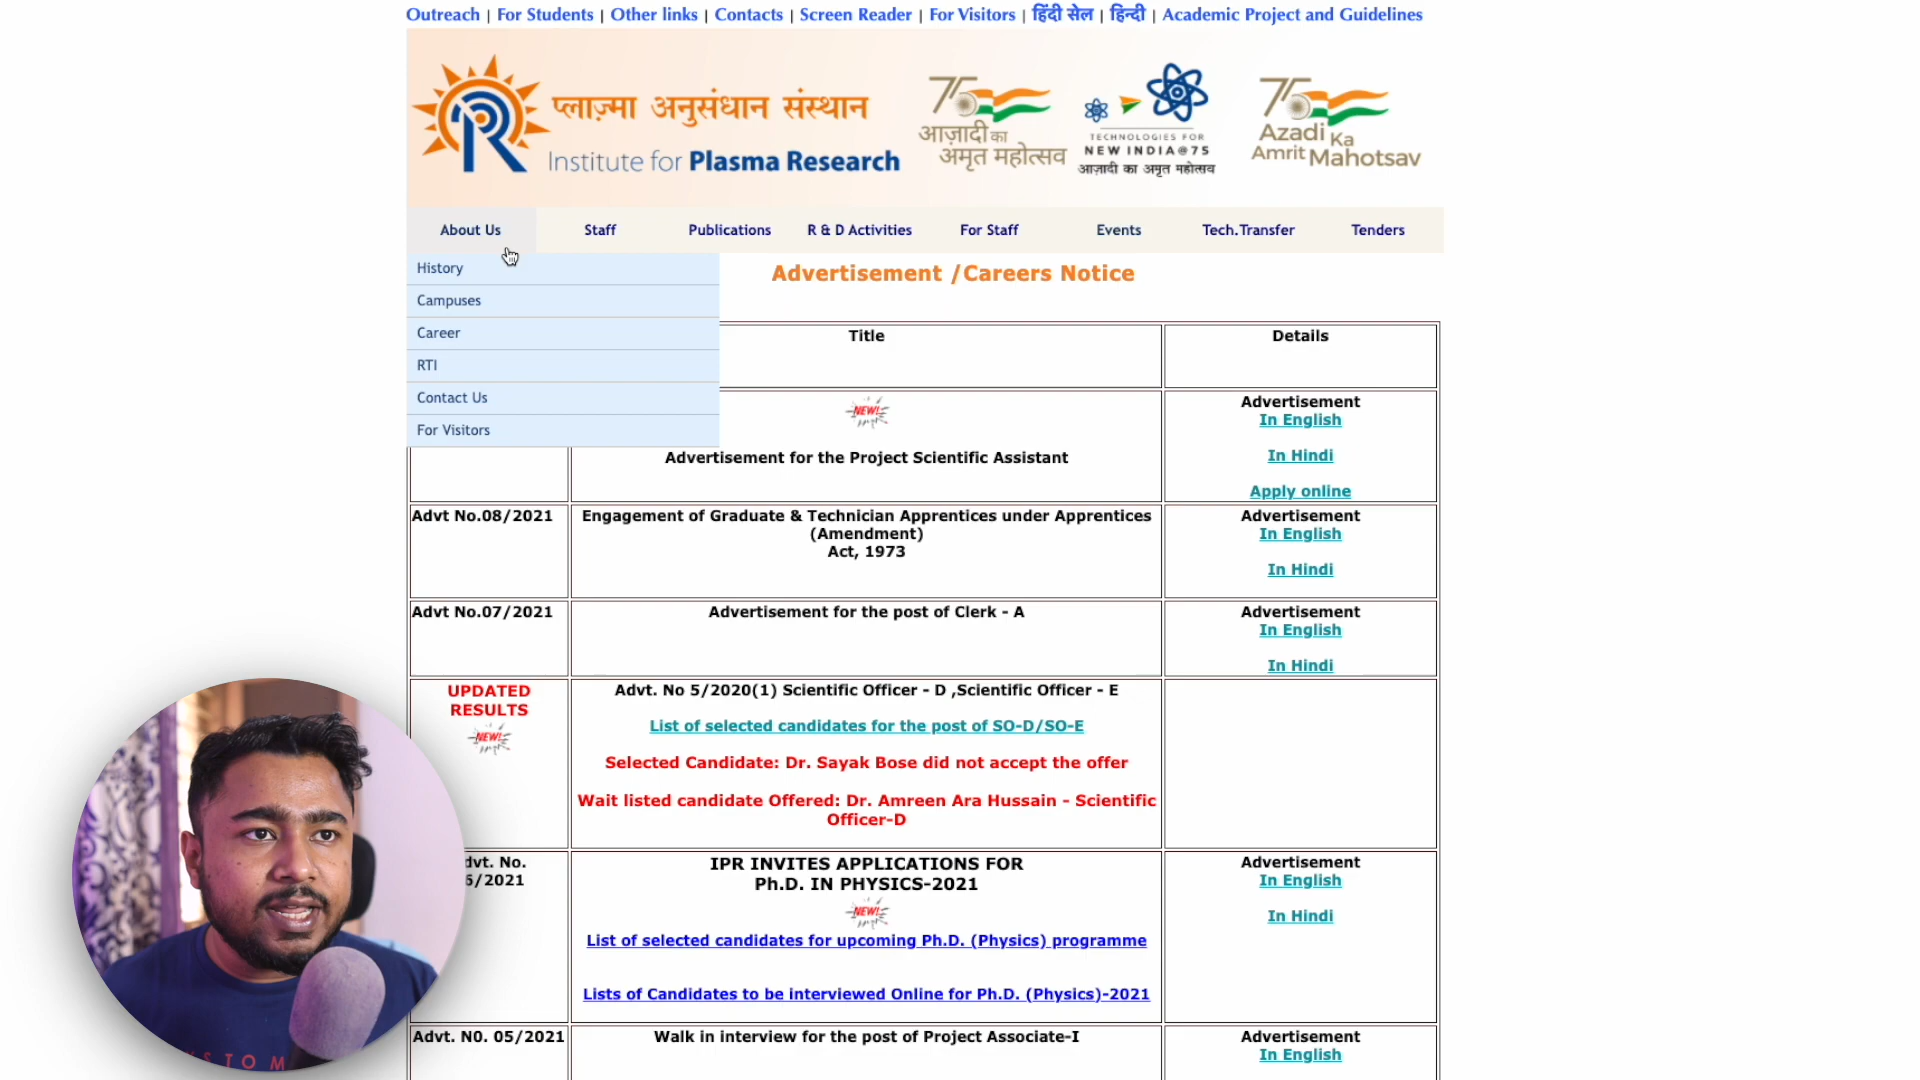 Outreach | For Students | Other links | Contacts | Screen Reader | For Visitors | हिंदी सेल | हिन्दी | Academic Project and Guidelines
प्लाज़्मा अनुसंधान संस्थान
Institute for Plasma Research
आज़ादी का
अमृत महोत्सव
TECHNOLOGIES FOR
NEW INDIA@75
आज़ादी का अमृत महोत्सव
Azadi Ka
Amrit Mahotsav
About Us Staff Publications R & D Activities For Staff Events Tech.Transfer Tenders
History
Campuses
Career
RTI
Contact Us
For Visitors
Advertisement /Careers Notice
Title Details
NEW!
Advertisement for the Project Scientific Assistant
Advertisement
In English
In Hindi
Apply online
Advt No.08/2021
Engagement of Graduate & Technician Apprentices under Apprentices
(Amendment)
Act, 1973
Advertisement
In English
In Hindi
Advt No.07/2021
Advertisement for the post of Clerk - A
Advertisement
In English
In Hindi
UPDATED
RESULTS
NEW!
Advt. No 5/2020(1) Scientific Officer - D ,Scientific Officer - E
List of selected candidates for the post of SO-D/SO-E
Selected Candidate: Dr. Sayak Bose did not accept the offer
Wait listed candidate Offered: Dr. Amreen Ara Hussain - Scientific
Officer-D
dvt. No.
6/2021
IPR INVITES APPLICATIONS FOR
Ph.D. IN PHYSICS-2021
NEW!
List of selected candidates for upcoming Ph.D. (Physics) programme
Lists of Candidates to be interviewed Online for Ph.D. (Physics)-2021
Advertisement
In English
In Hindi
Advt. N0. 05/2021
Walk in interview for the post of Project Associate-I
Advertisement
In English